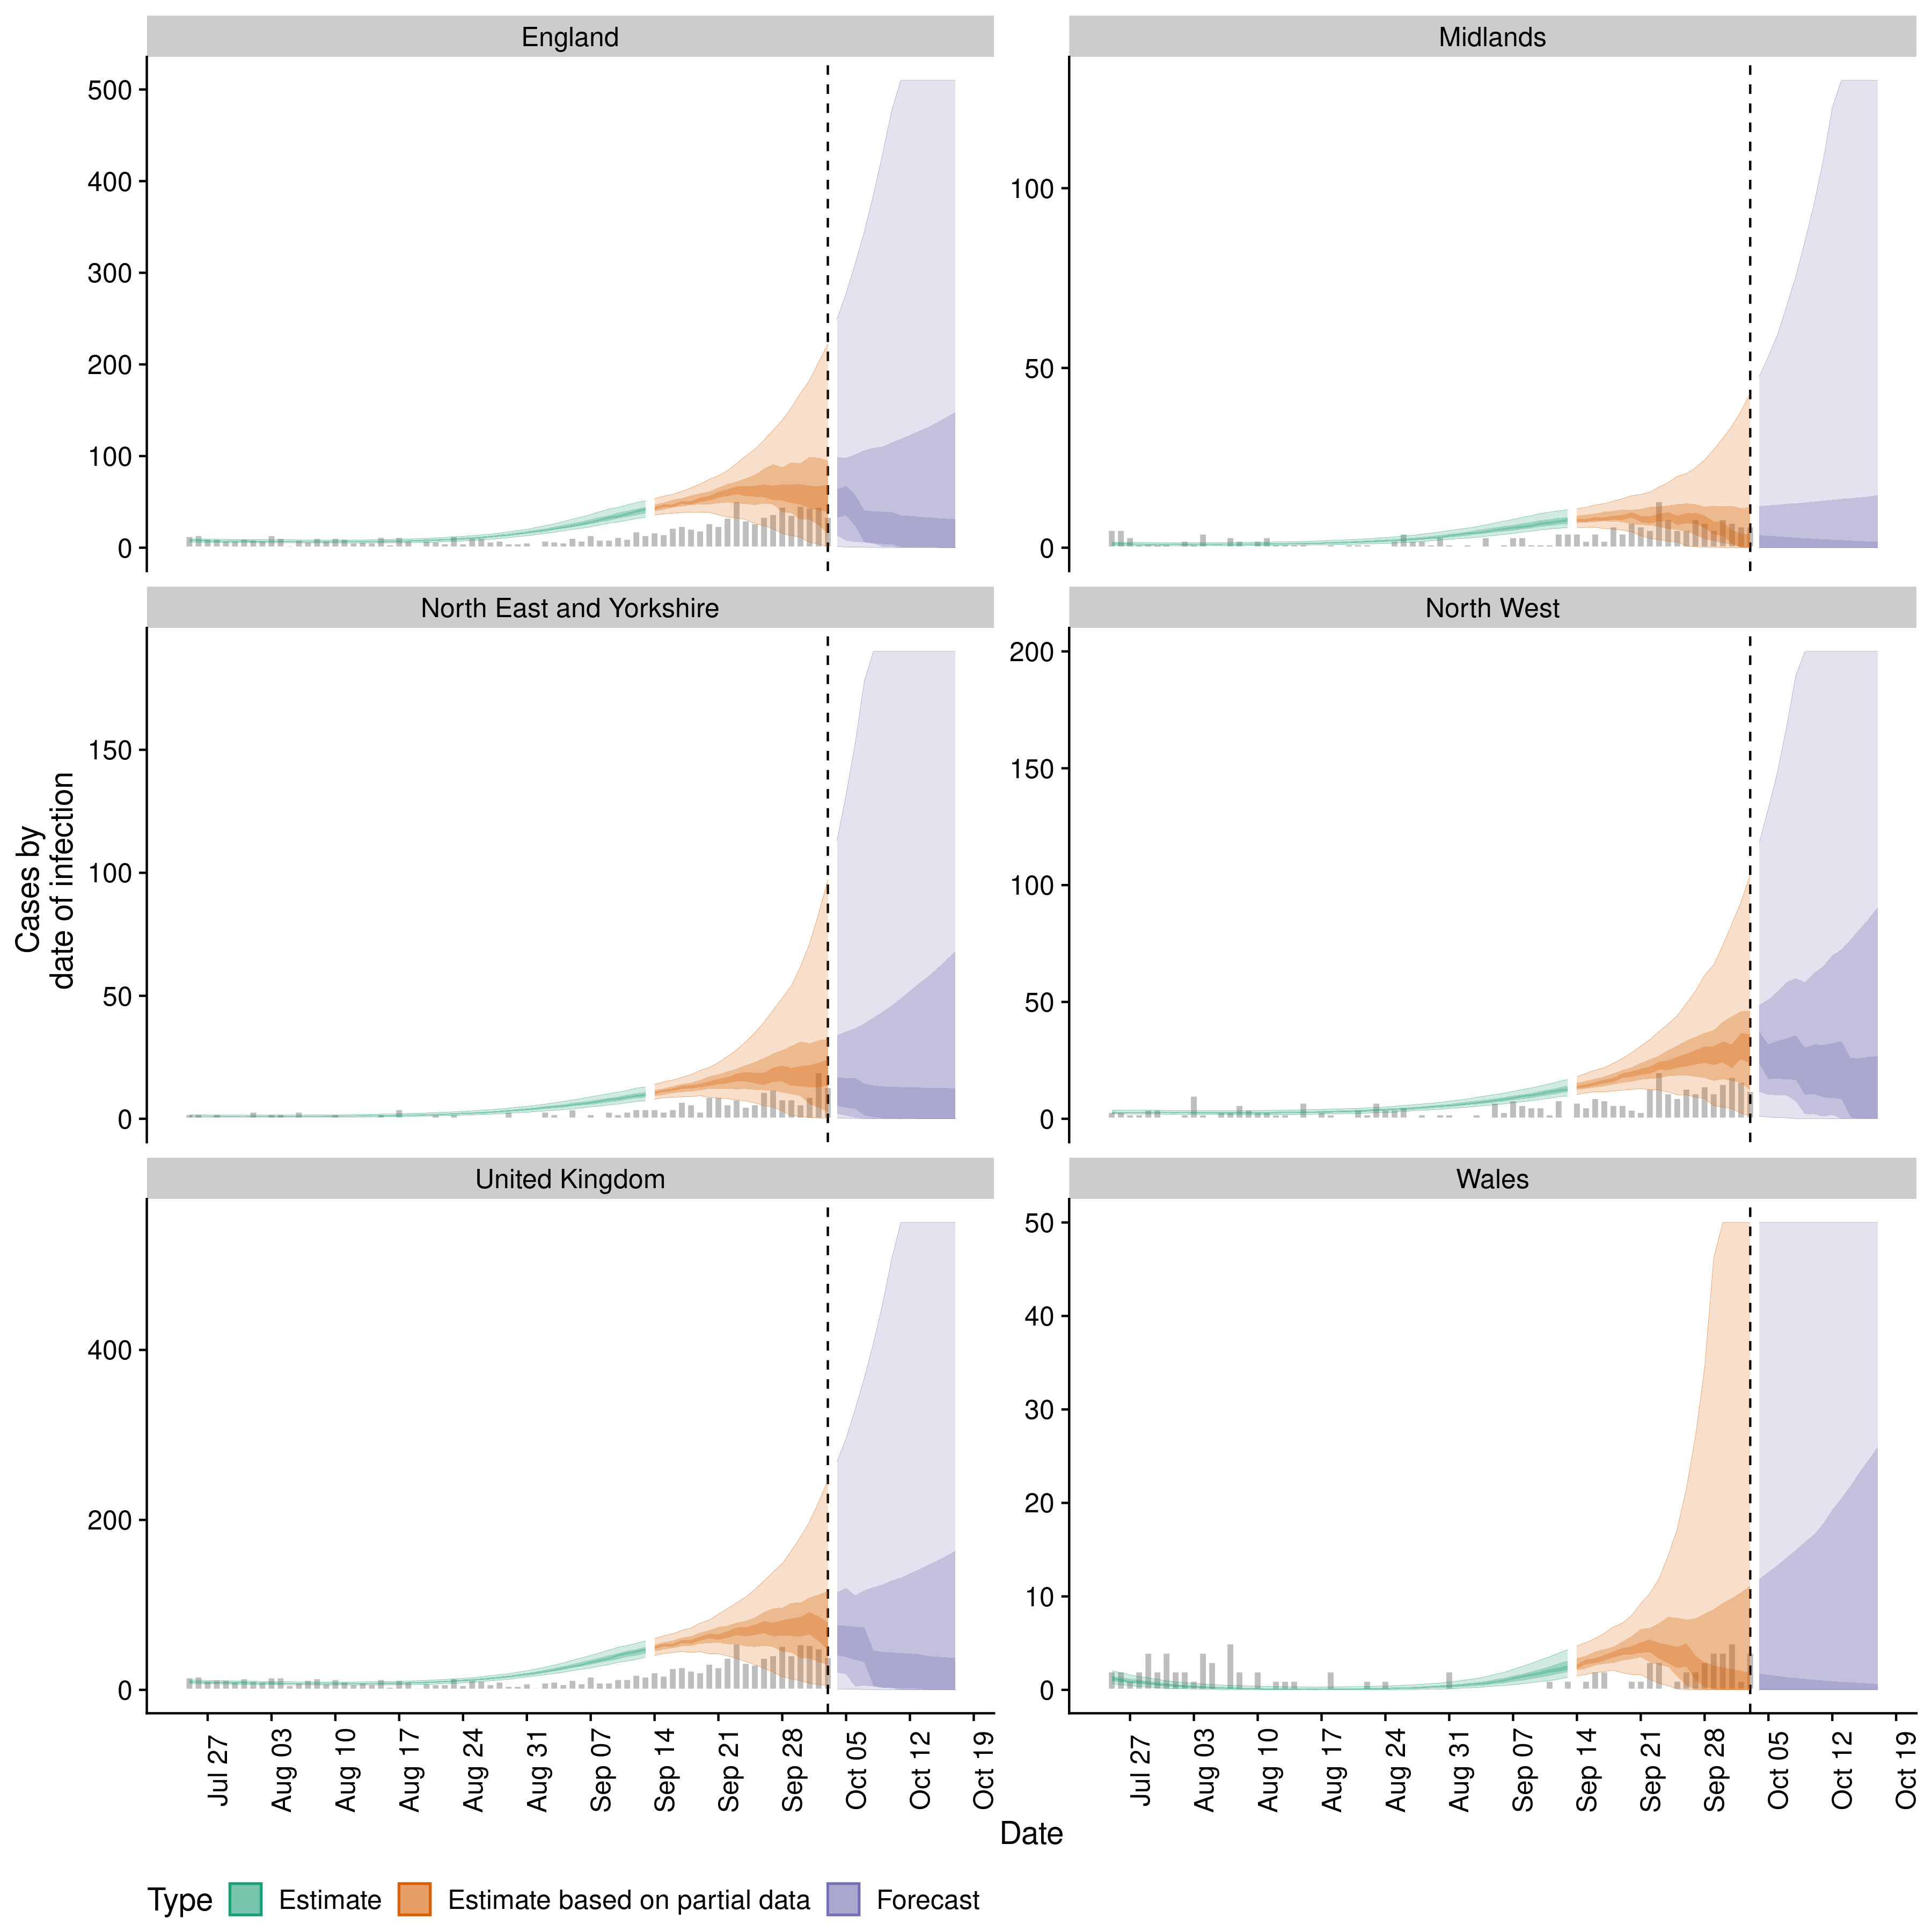 England
Midlands
500
400
300
200
100
0
100
50
0
North East and Yorkshire
North West
150
100
50
0
200
150
100
50
0
Cases by
date of infection
United Kingdom
Wales
400
200
0
50
40
30
20
10
0
Jul 27
Aug 03
Aug 10
Aug 17
Aug 24
Aug 31
Sep 07
Sep 14
Sep 21
Sep 28
Oct 05
Oct 12
Oct 19
Jul 27
Aug 03
Aug 10
Aug 17
Aug 24
Aug 31
Sep 07
Sep 14
Sep 21
Sep 28
Oct 05
Oct 12
Oct 19
Date
Type Estimate Estimate based on partial data Forecast